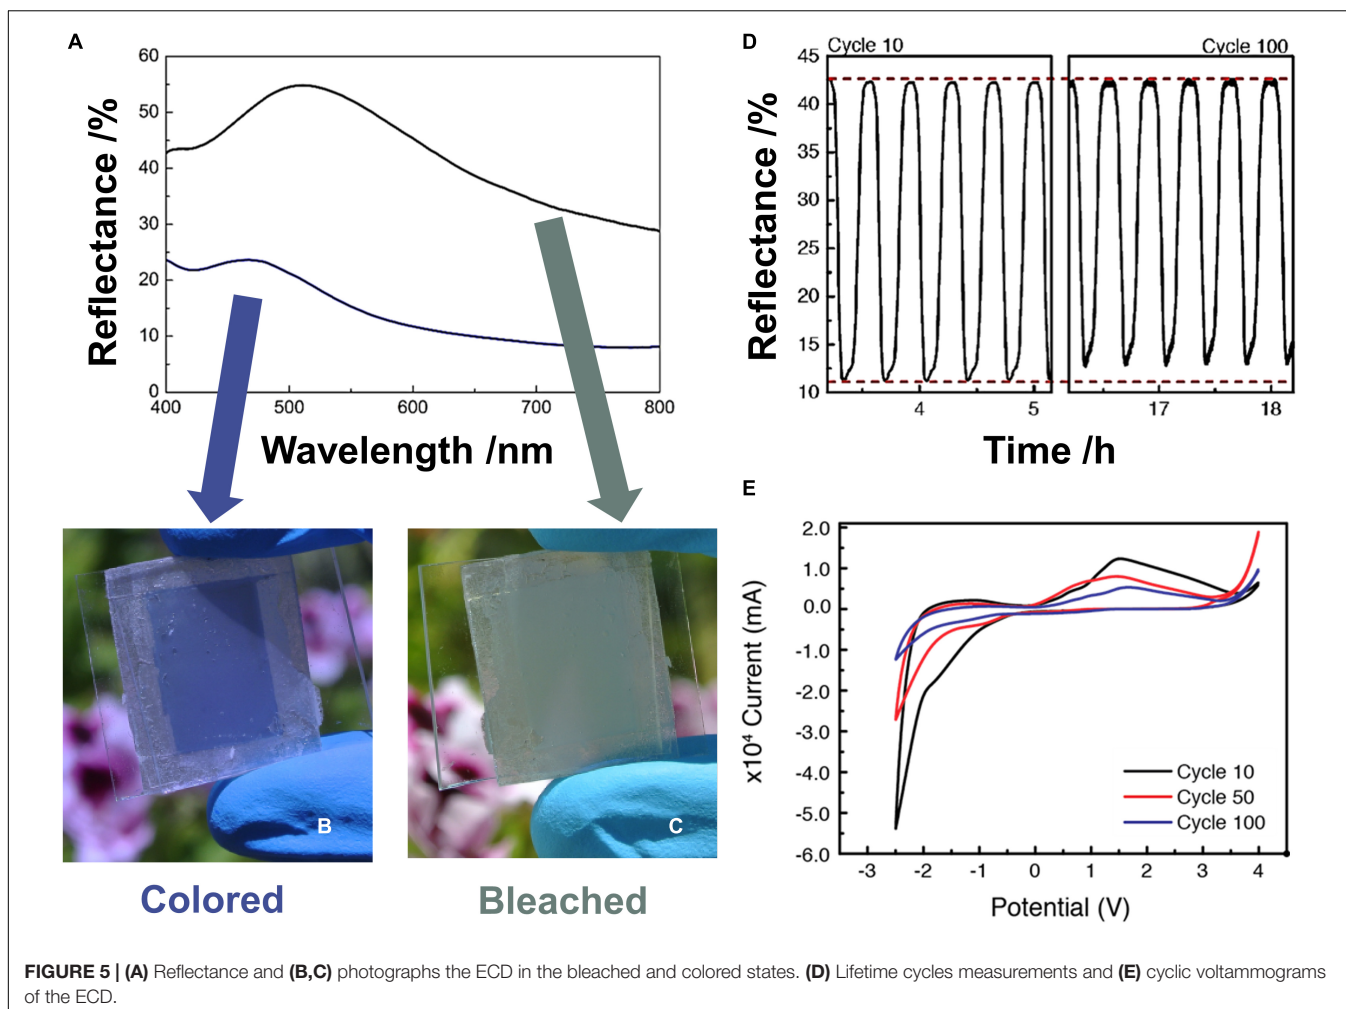 A
60
50
40
30
20
10
0
400 500 600 700 800
Reflectance /%
Wavelength /nm
B
C
Colored
Bleached
D
Cycle 10
Cycle 100
45
40
35
30
25
20
15
10
4 5 17 18
Reflectance /%
Time /h
E
2.0
1.0
0.0
-1.0
-2.0
-3.0
-4.0
-5.0
-6.0
-3 -2 -1 0 1 2 3 4
x10⁴ Current (mA)
Cycle 10
Cycle 50
Cycle 100
Potential (V)
FIGURE 5 | (A) Reflectance and (B,C) photographs the ECD in the bleached and colored states. (D) Lifetime cycles measurements and (E) cyclic voltammograms
of the ECD.